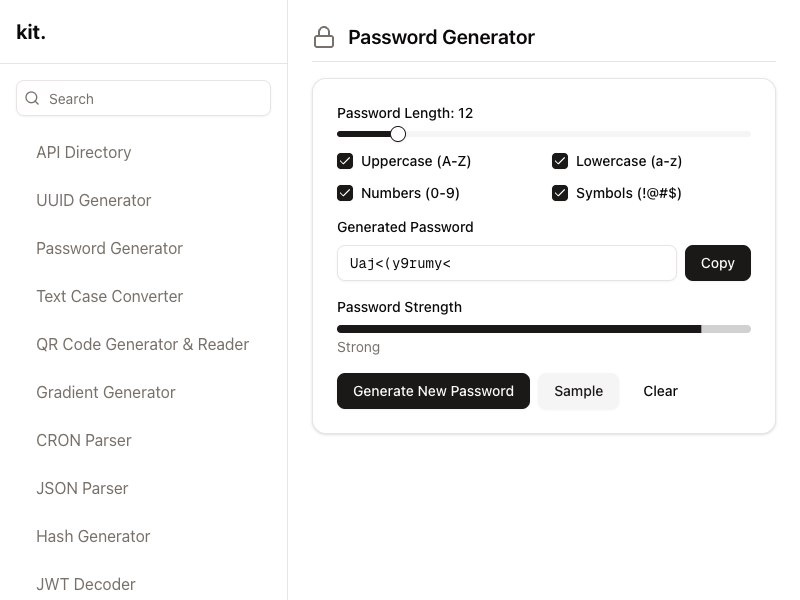 kit.
Search
API Directory
UUID Generator
Password Generator
Text Case Converter
QR Code Generator & Reader
Gradient Generator
CRON Parser
JSON Parser
Hash Generator
JWT Decoder
Password Generator
Password Length: 12
Uppercase (A-Z)
Lowercase (a-z)
Numbers (0-9)
Symbols (!@#$)
Generated Password
Uaj<(y9rumy<
Copy
Password Strength
Strong
Generate New Password
Sample
Clear